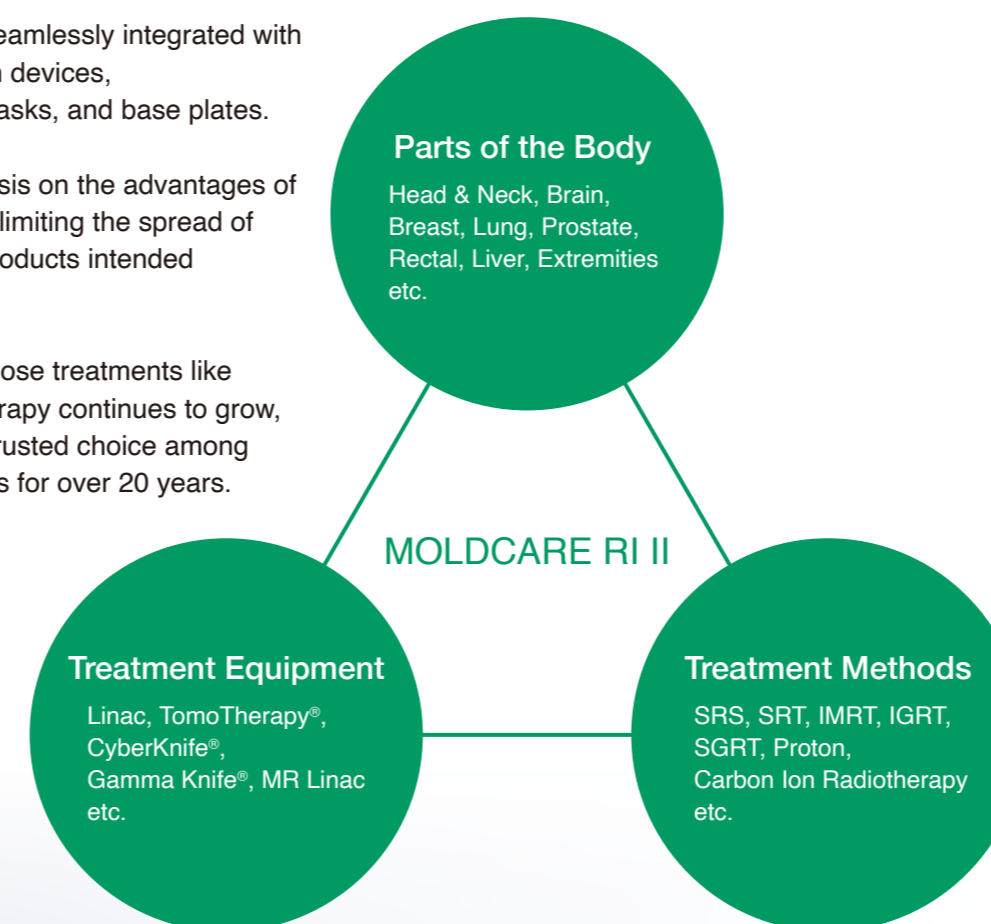 eamlessly integrated with
devices,
asks, and base plates.
sis on the advantages of
limiting the spread of
oducts intended
ose treatments like
rapy continues to grow,
rusted choice among
s for over 20 years.
Parts of the Body
Head & Neck, Brain,
Breast, Lung, Prostate,
Rectal, Liver, Extremities
etc.
MOLDCARE RI II
Treatment Equipment
Linac, TomoTherapy®,
CyberKnife®,
Gamma Knife®, MR Linac
etc.
Treatment Methods
SRS, SRT, IMRT, IGRT,
SGRT, Proton,
Carbon Ion Radiotherapy
etc.